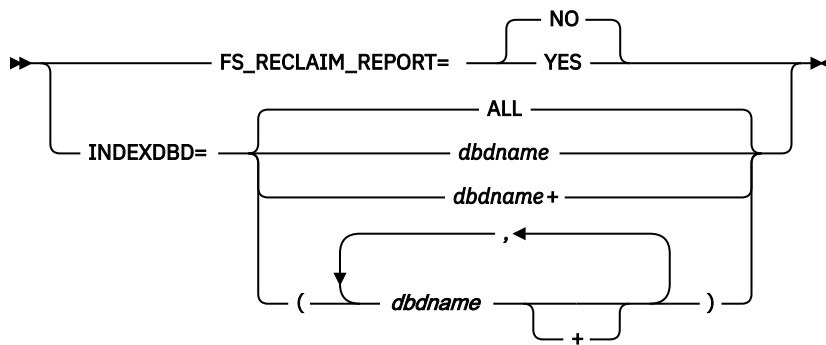 NO
FS_RECLAIM_REPORT= YES
ALL
INDEXDBD= dbdname
dbdname+
,
( dbdname )
+